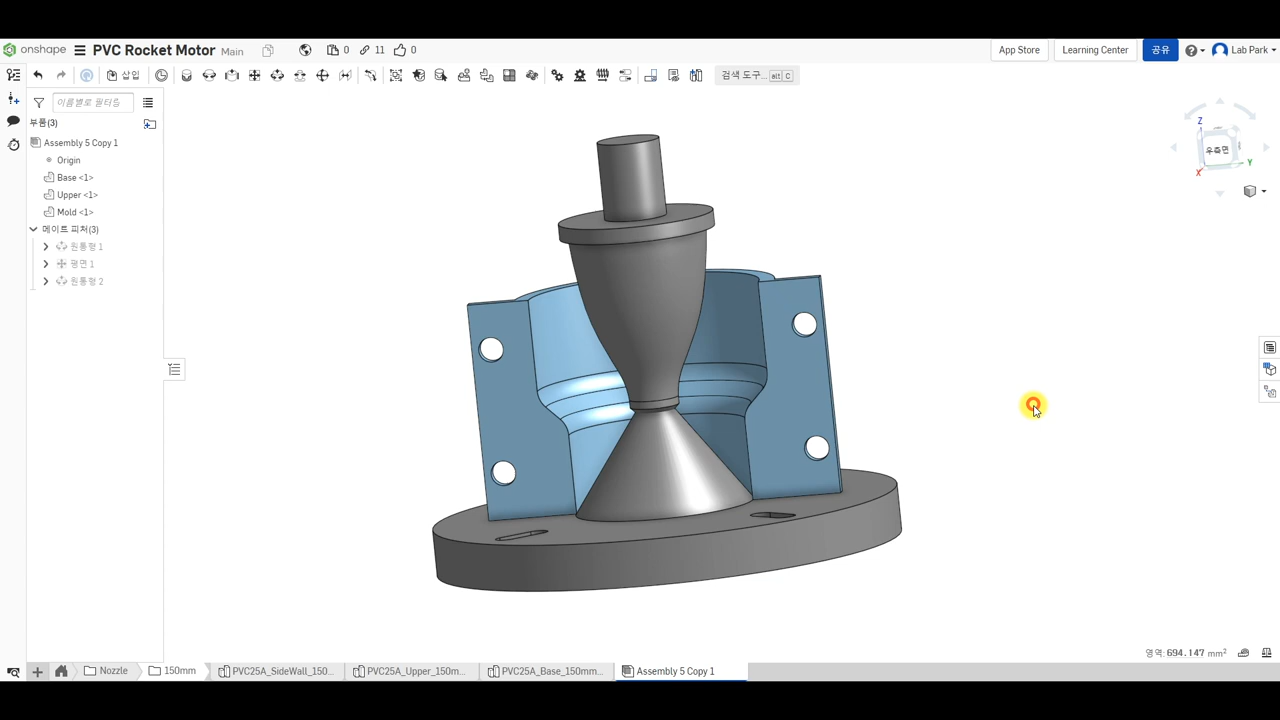 onshape PVC Rocket Motor Main 0 11 0 App Store Learning Center 공유 Lab Park
삽입 검색 도구... alt C
이름별로 필터링
부품(3)
Assembly 5 Copy 1
Origin
Base <1>
Upper <1>
Mold <1>
메이트 피처(3)
원통형 1
평면 1
원통형 2
Z
우측면
Y
X
영역: 694.147 mm²
Nozzle 150mm PVC25A_SideWall_150... PVC25A_Upper_150m... PVC25A_Base_150mm... Assembly 5 Copy 1